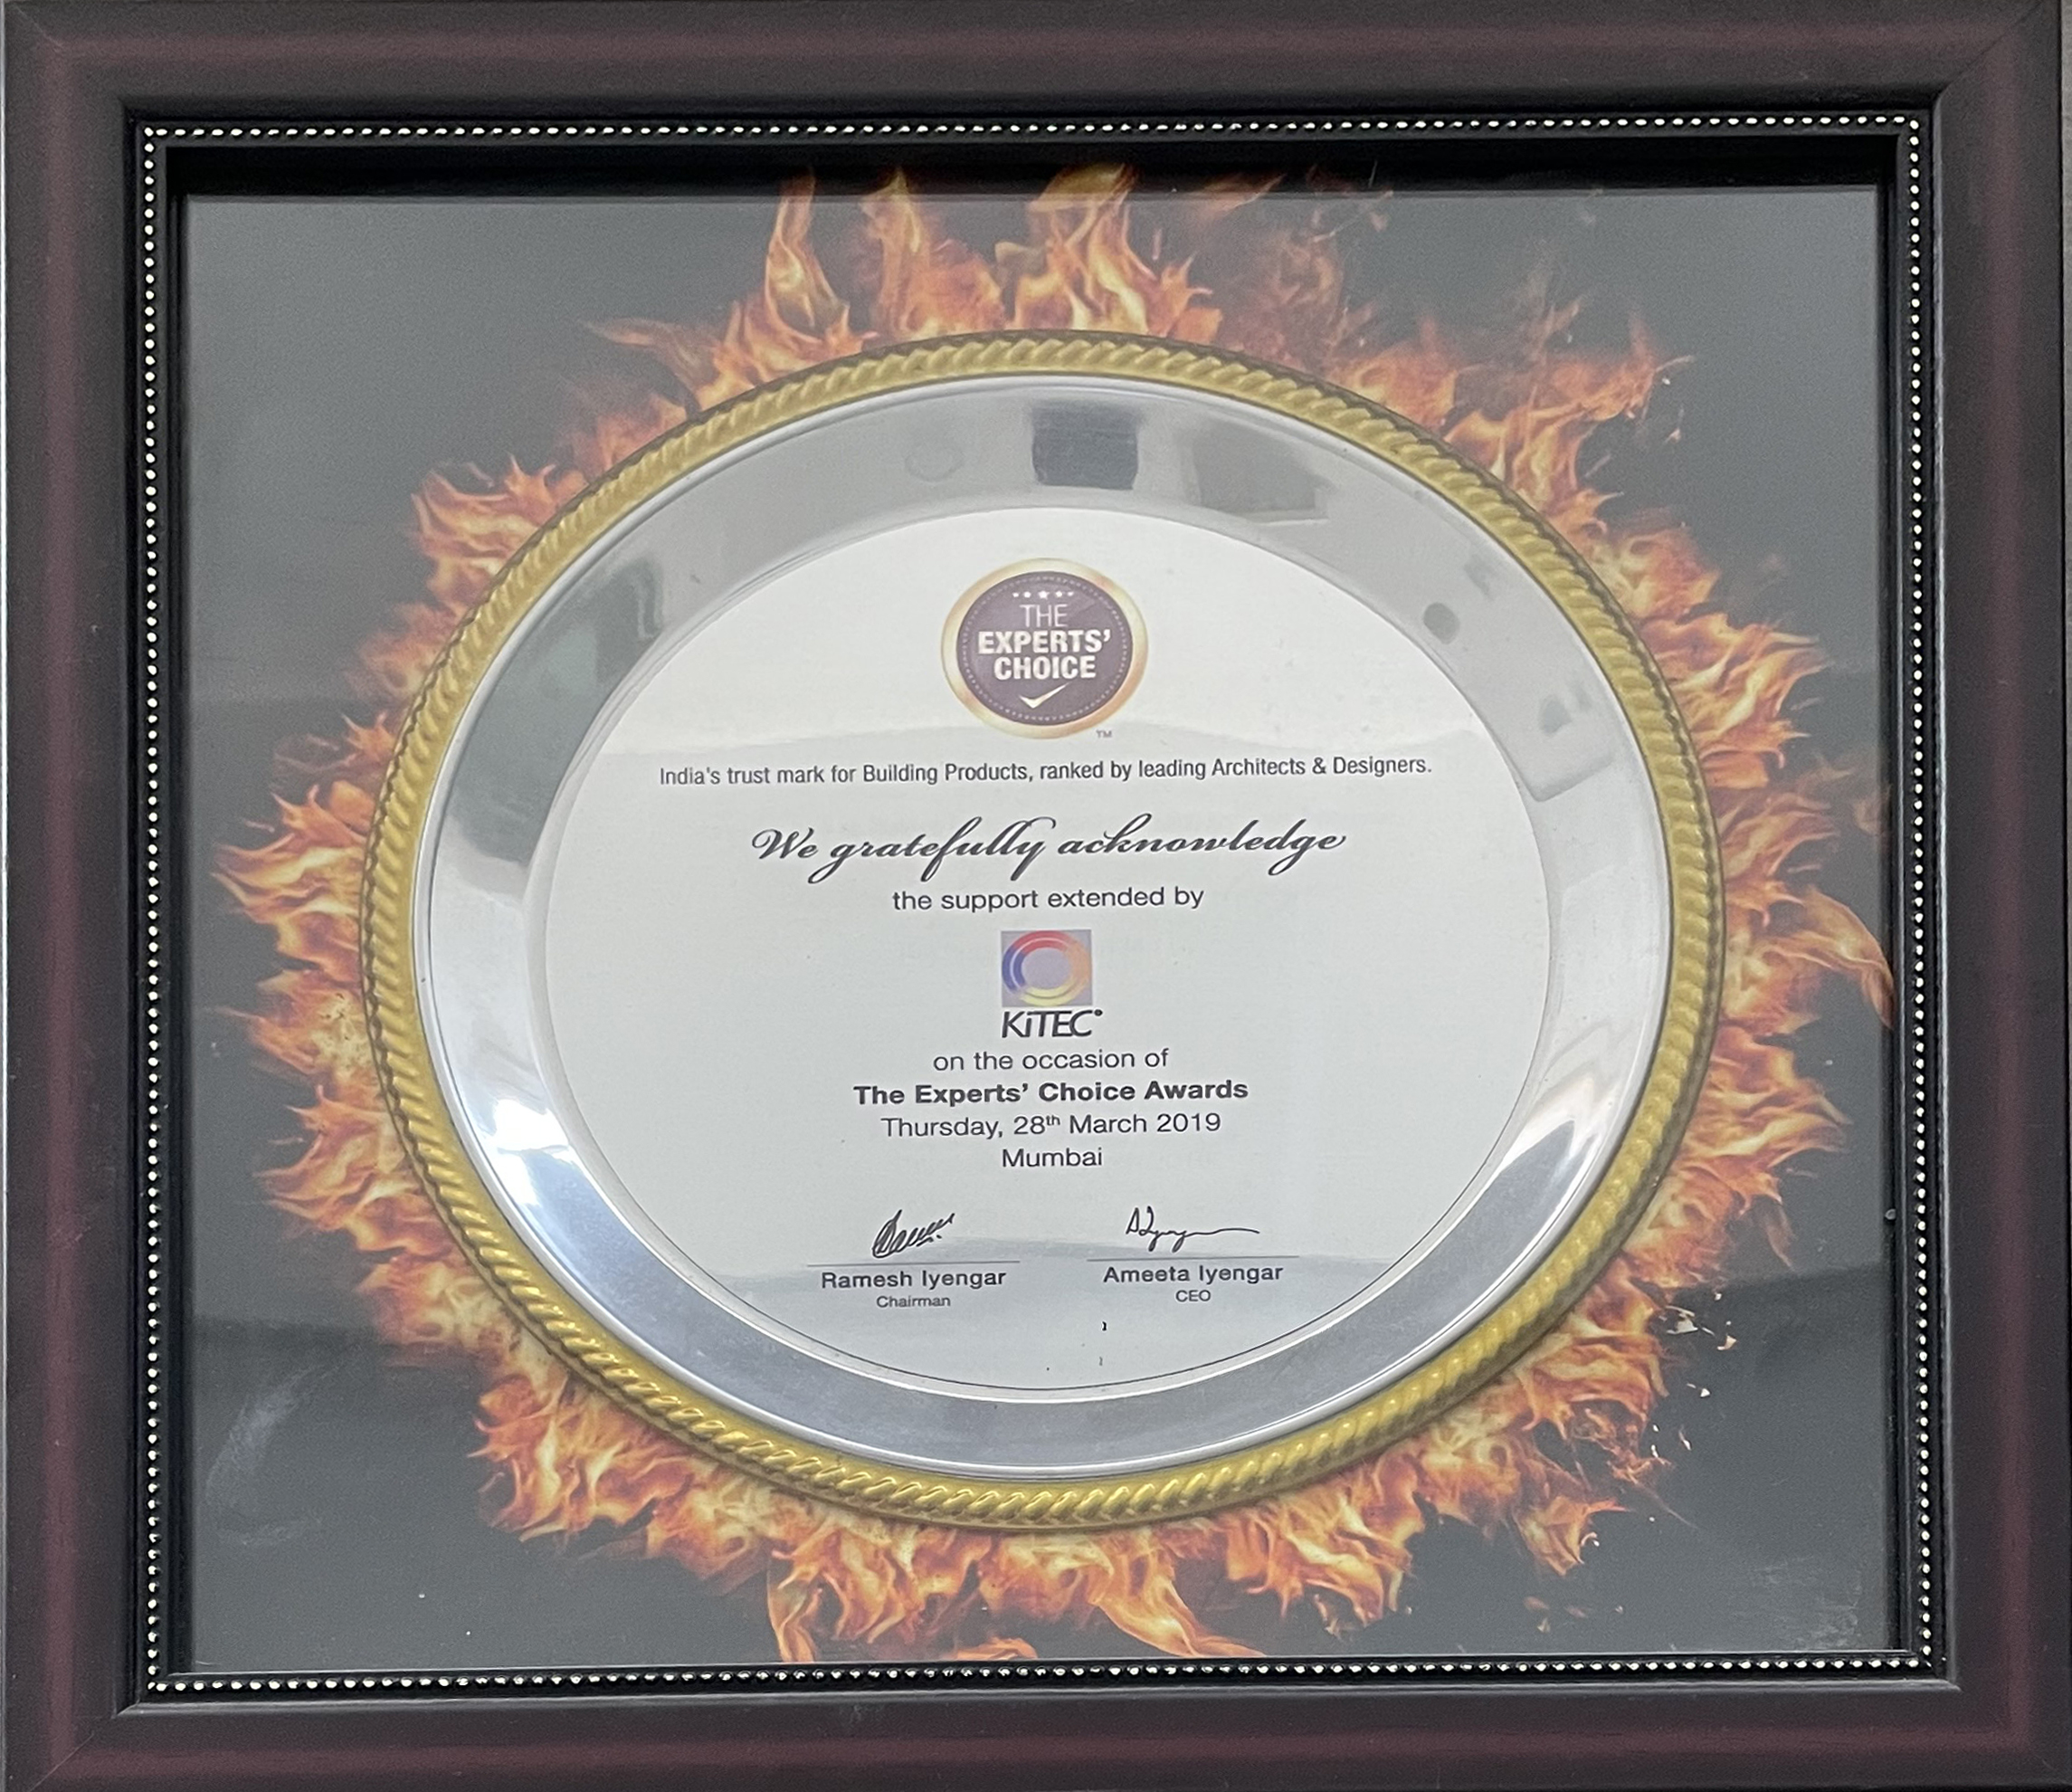 THE
EXPERTS'
CHOICE
TM
India's trust mark for Building Products, ranked by leading Architects & Designers.
We gratefully acknowledge
the support extended by
KiTEC
on the occasion of
The Experts' Choice Awards
Thursday, 28th March 2019
Mumbai
Ramesh Iyengar Ameeta Iyengar
Chairman CEO